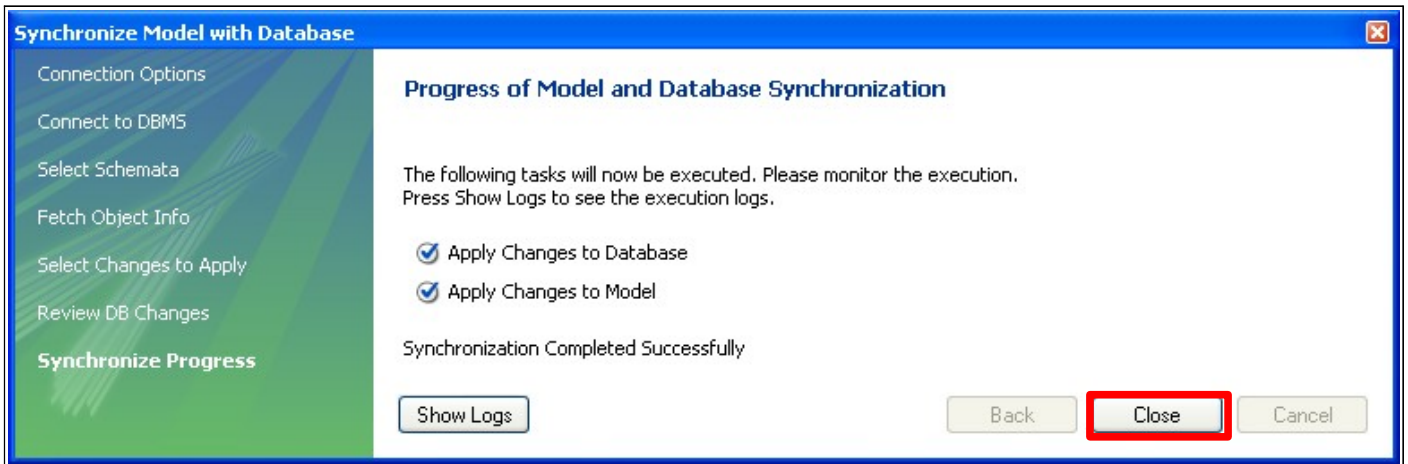 Synchronize Model with Database
Connection Options
Connect to DBMS
Select Schemata
Fetch Object Info
Select Changes to Apply
Review DB Changes
Synchronize Progress
Progress of Model and Database Synchronization
The following tasks will now be executed. Please monitor the execution.
Press Show Logs to see the execution logs.
Apply Changes to Database
Apply Changes to Model
Synchronization Completed Successfully
Show Logs
Back
Close
Cancel